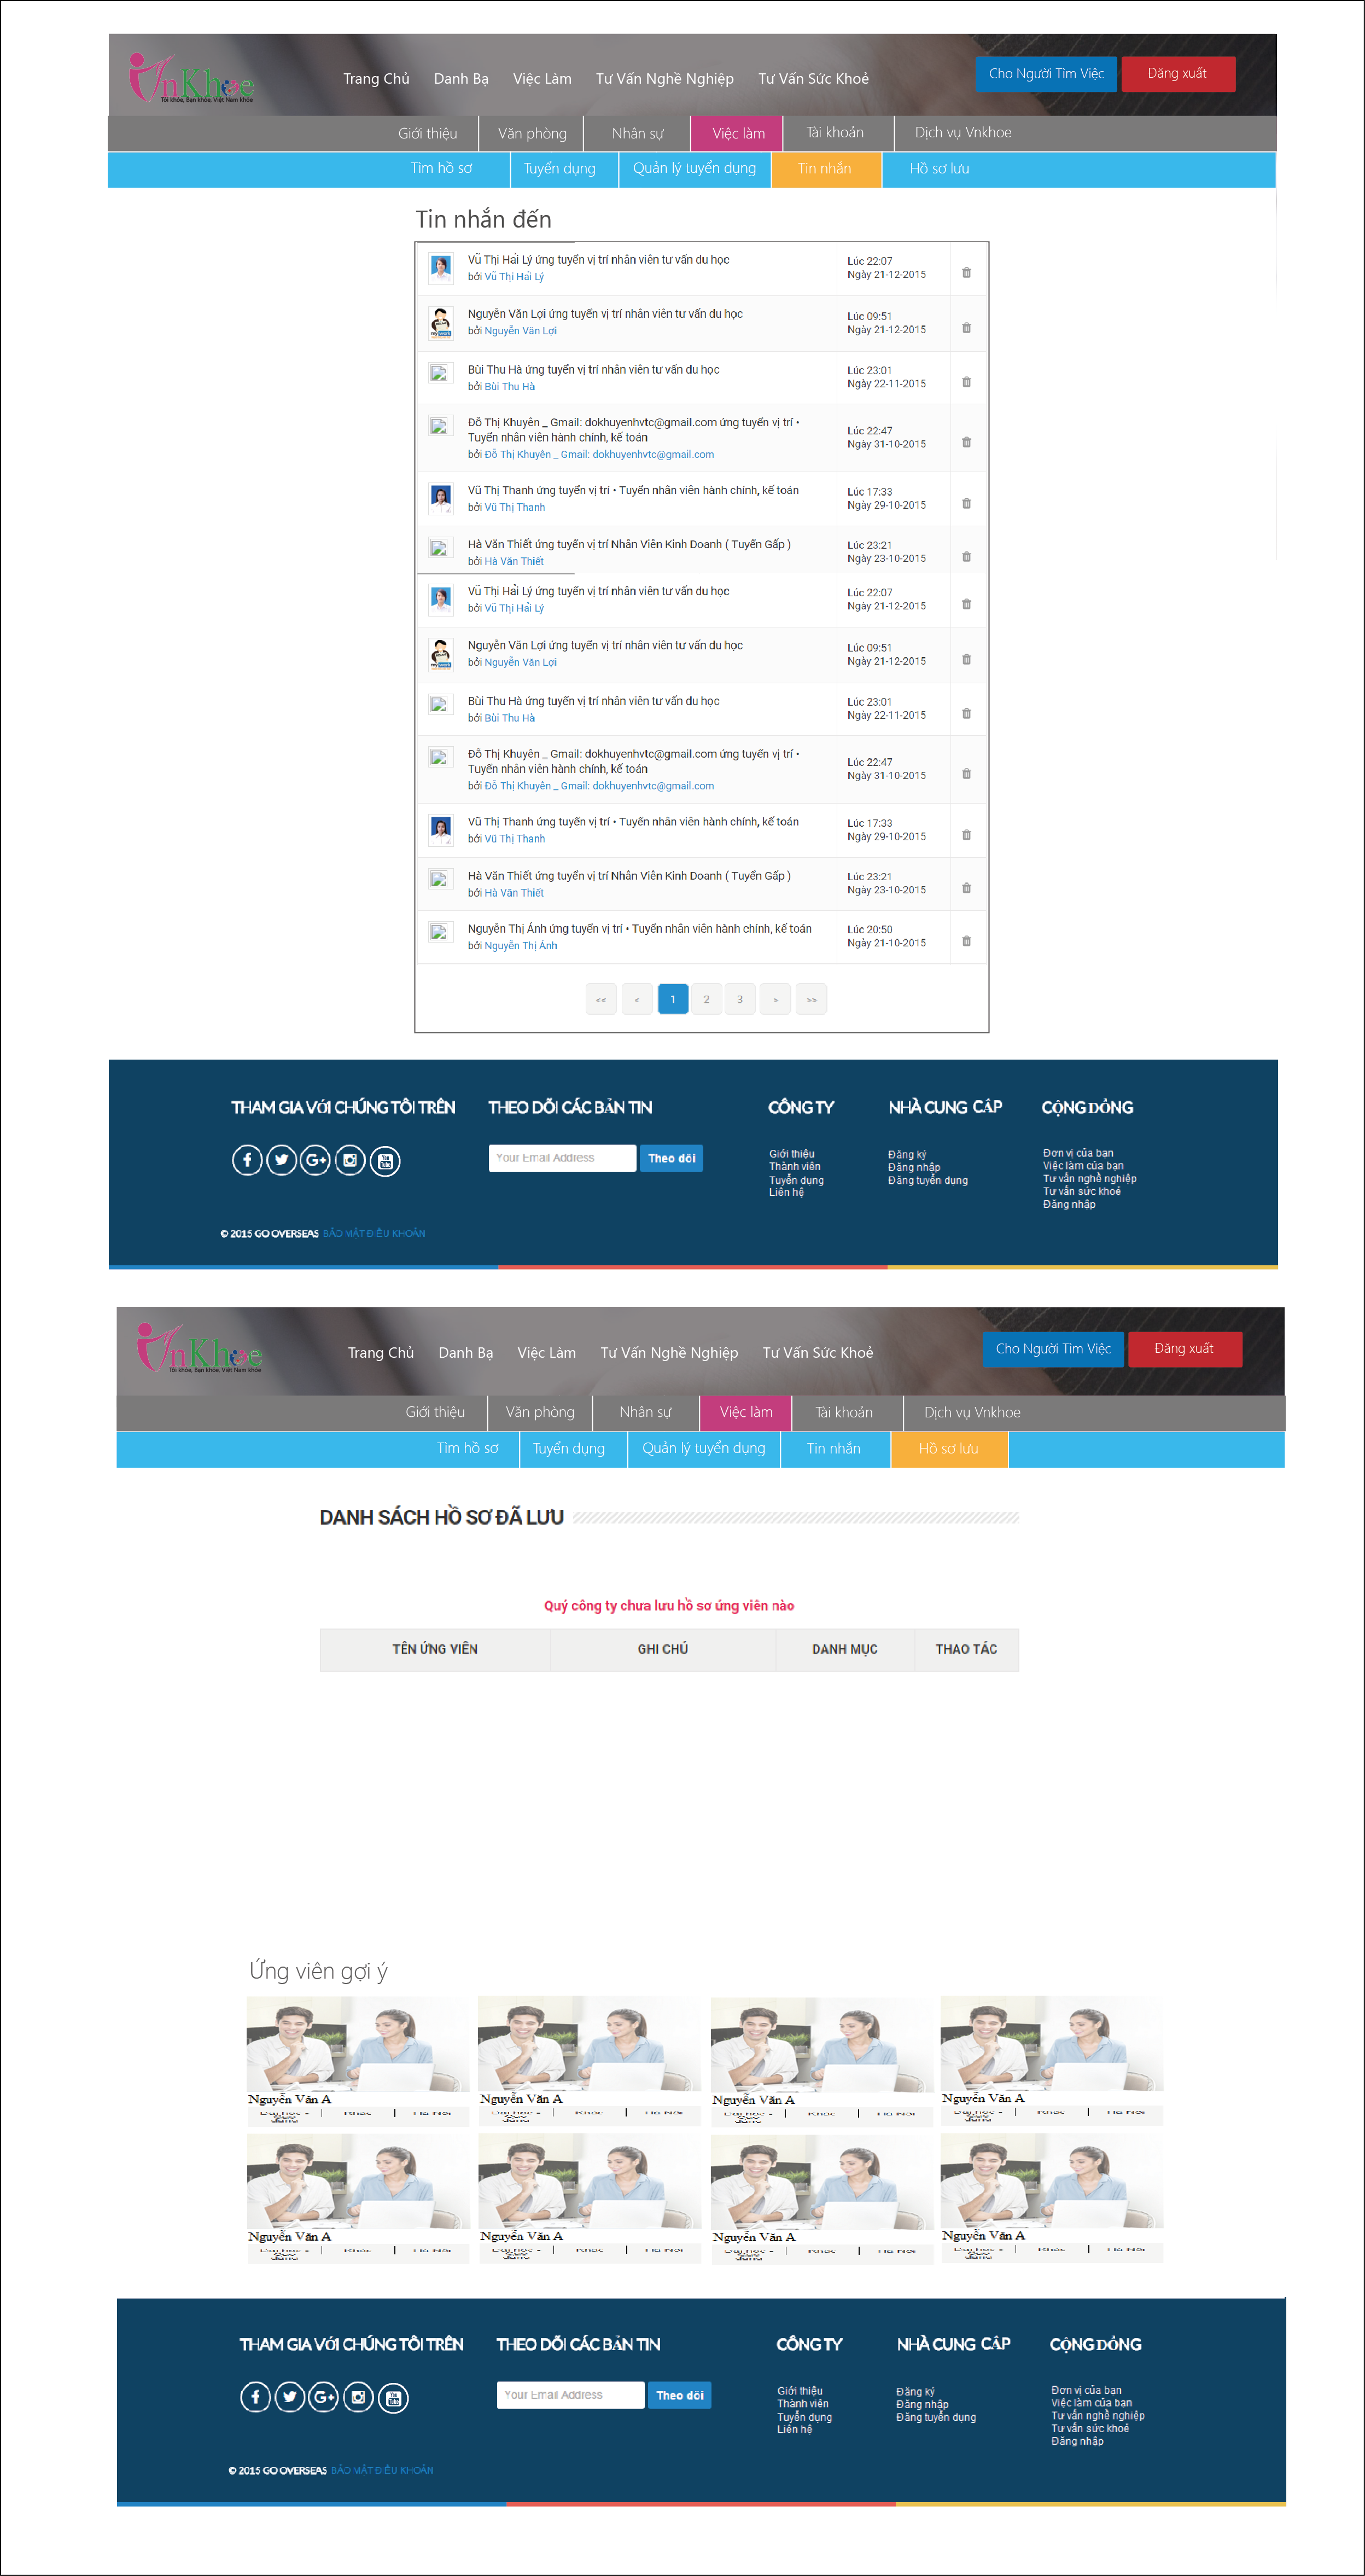 VnKhoe
Tôi khỏe, Bạn khỏe, Việt Nam khỏe
Trang Chủ Danh Bạ Việc Làm Tư Vấn Nghề Nghiệp Tư Vấn Sức Khoẻ
Cho Người Tìm Việc Đăng xuất
Giới thiệu Văn phòng Nhân sự Việc làm Tài khoản Dịch vụ Vnkhoe
Tìm hồ sơ Tuyển dụng Quản lý tuyển dụng Tin nhắn Hồ sơ lưu
Tin nhắn đến
Vũ Thị Hải Lý ứng tuyển vị trí nhân viên tư vấn du học
bởi Vũ Thị Hải Lý
Lúc 22:07
Ngày 21-12-2015
Nguyễn Văn Lợi ứng tuyển vị trí nhân viên tư vấn du học
bởi Nguyễn Văn Lợi
Lúc 09:51
Ngày 21-12-2015
Bùi Thu Hà ứng tuyển vị trí nhân viên tư vấn du học
bởi Bùi Thu Hà
Lúc 23:01
Ngày 22-11-2015
Đỗ Thị Khuyên _ Gmail: dokhuyenhvtc@gmail.com ứng tuyển vị trí •
Tuyển nhân viên hành chính, kế toán
bởi Đỗ Thị Khuyên _ Gmail: dokhuyenhvtc@gmail.com
Lúc 22:47
Ngày 31-10-2015
Vũ Thị Thanh ứng tuyển vị trí • Tuyển nhân viên hành chính, kế toán
bởi Vũ Thị Thanh
Lúc 17:33
Ngày 29-10-2015
Hà Văn Thiết ứng tuyển vị trí Nhân Viên Kinh Doanh ( Tuyển Gấp )
bởi Hà Văn Thiết
Lúc 23:21
Ngày 23-10-2015
Vũ Thị Hải Lý ứng tuyển vị trí nhân viên tư vấn du học
bởi Vũ Thị Hải Lý
Lúc 22:07
Ngày 21-12-2015
Nguyễn Văn Lợi ứng tuyển vị trí nhân viên tư vấn du học
bởi Nguyễn Văn Lợi
Lúc 09:51
Ngày 21-12-2015
Bùi Thu Hà ứng tuyển vị trí nhân viên tư vấn du học
bởi Bùi Thu Hà
Lúc 23:01
Ngày 22-11-2015
Đỗ Thị Khuyên _ Gmail: dokhuyenhvtc@gmail.com ứng tuyển vị trí •
Tuyển nhân viên hành chính, kế toán
bởi Đỗ Thị Khuyên _ Gmail: dokhuyenhvtc@gmail.com
Lúc 22:47
Ngày 31-10-2015
Vũ Thị Thanh ứng tuyển vị trí • Tuyển nhân viên hành chính, kế toán
bởi Vũ Thị Thanh
Lúc 17:33
Ngày 29-10-2015
Hà Văn Thiết ứng tuyển vị trí Nhân Viên Kinh Doanh ( Tuyển Gấp )
bởi Hà Văn Thiết
Lúc 23:21
Ngày 23-10-2015
Nguyễn Thị Ánh ứng tuyển vị trí • Tuyển nhân viên hành chính, kế toán
bởi Nguyễn Thị Ánh
Lúc 20:50
Ngày 21-10-2015
<< < 1 2 3 > >>
THAM GIA VỚI CHÚNG TÔI TRÊN THEO DÕI CÁC BẢN TIN CÔNG TY NHÀ CUNG CẤP CỘNG ĐỒNG
Your Email Address Theo dõi
Giới thiệu
Thành viên
Tuyển dụng
Liên hệ
Đăng ký
Đăng nhập
Đăng tuyển dụng
Đơn vị của bạn
Việc làm của bạn
Tư vấn nghề nghiệp
Tư vấn sức khoẻ
Đăng nhập
© 2015 GO OVERSEAS BẢO MẬT ĐIỀU KHOẢN
VnKhoe
Tôi khỏe, Bạn khỏe, Việt Nam khỏe
Trang Chủ Danh Bạ Việc Làm Tư Vấn Nghề Nghiệp Tư Vấn Sức Khoẻ
Cho Người Tìm Việc Đăng xuất
Giới thiệu Văn phòng Nhân sự Việc làm Tài khoản Dịch vụ Vnkhoe
Tìm hồ sơ Tuyển dụng Quản lý tuyển dụng Tin nhắn Hồ sơ lưu
DANH SÁCH HỒ SƠ ĐÃ LƯU
Quý công ty chưa lưu hồ sơ ứng viên nào
TÊN ỨNG VIÊN GHI CHÚ DANH MỤC THAO TÁC
Ứng viên gợi ý
Nguyễn Văn A Nguyễn Văn A Nguyễn Văn A Nguyễn Văn A
Nguyễn Văn A Nguyễn Văn A Nguyễn Văn A Nguyễn Văn A
THAM GIA VỚI CHÚNG TÔI TRÊN THEO DÕI CÁC BẢN TIN CÔNG TY NHÀ CUNG CẤP CỘNG ĐỒNG
Your Email Address Theo dõi
Giới thiệu
Thành viên
Tuyển dụng
Liên hệ
Đăng ký
Đăng nhập
Đăng tuyển dụng
Đơn vị của bạn
Việc làm của bạn
Tư vấn nghề nghiệp
Tư vấn sức khoẻ
Đăng nhập
© 2015 GO OVERSEAS BẢO MẬT ĐIỀU KHOẢN